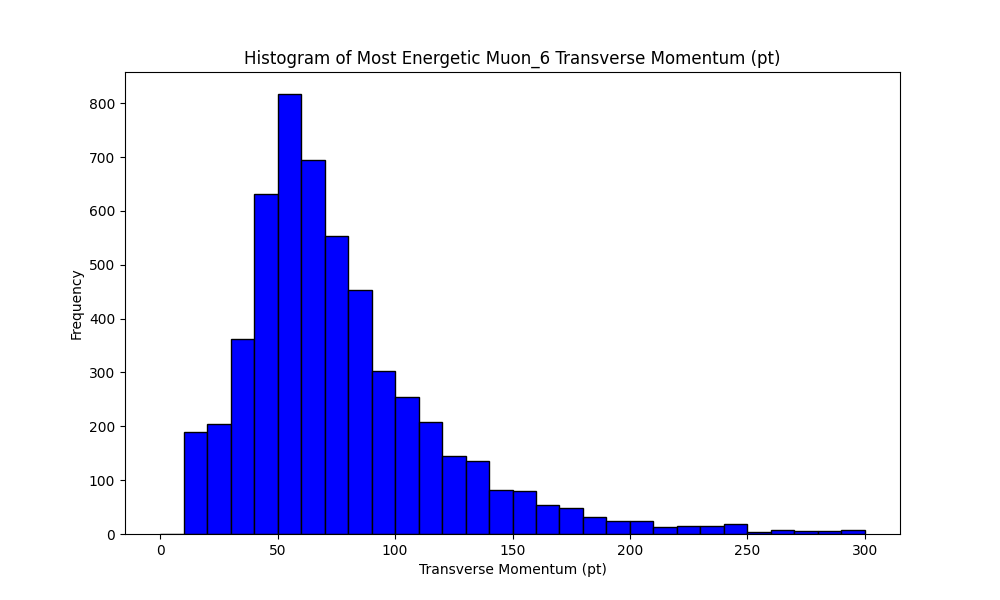 Histogram of Most Energetic Muon_6 Transverse Momentum (pt)
800
700
600
500
400
300
200
100
0
Frequency
0 50 100 150 200 250 300
Transverse Momentum (pt)